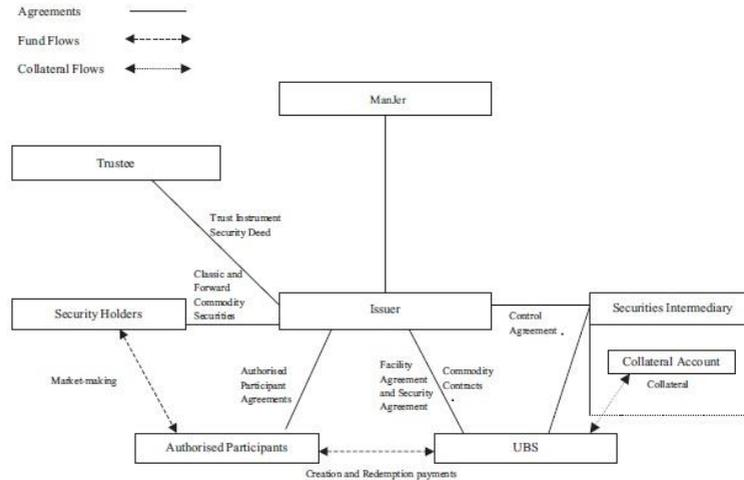 Agreements
Fund Flows
Collateral Flows
ManJer
Trustee
Trust Instrument
Security Deed
Classic and
Forward
Commodity
Securities
Security Holders
Issuer
Securities Intermediary
Control
Agreement .
Collateral Account
Collateral
Market-making
Authorised
Participant
Agreements
Facility
Agreement
and Security
Agreement
Commodity
Contracts
.
Authorised Participants
UBS
Creation and Redemption payments